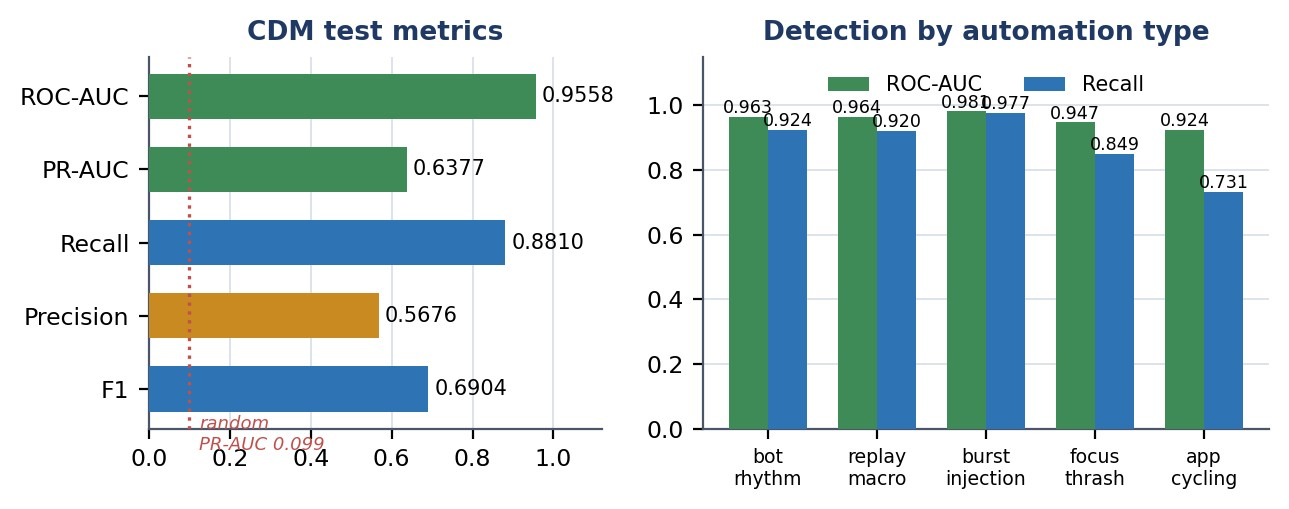 CDM test metrics
ROC-AUC
0.9558
PR-AUC
0.6377
Recall
0.8810
Precision
0.5676
F1
0.6904
random
PR-AUC 0.099
0.0 0.2 0.4 0.6 0.8 1.0
Detection by automation type
ROC-AUC Recall
1.0
0.8
0.6
0.4
0.2
0.0
0.963 0.924 0.964 0.920 0.981 0.977 0.947 0.849 0.924 0.731
bot replay burst focus app
rhythm macro injection thrash cycling